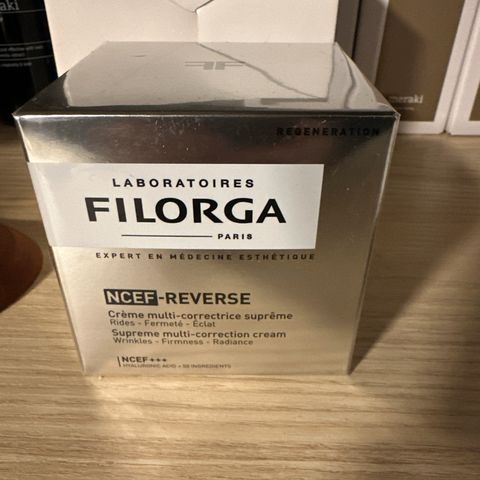 REGENERATION
LABORATOIRES
FILORGA
PARIS
EXPERT EN MÉDECINE ESTHÉTIQUE
NCEF-REVERSE
Crème multi-correctrice suprême
Rides - Fermeté - Éclat
Supreme multi-correction cream
Wrinkles - Firmness - Radiance
NCEF+++
HYALURONIC ACID + 50 INGREDIENTS